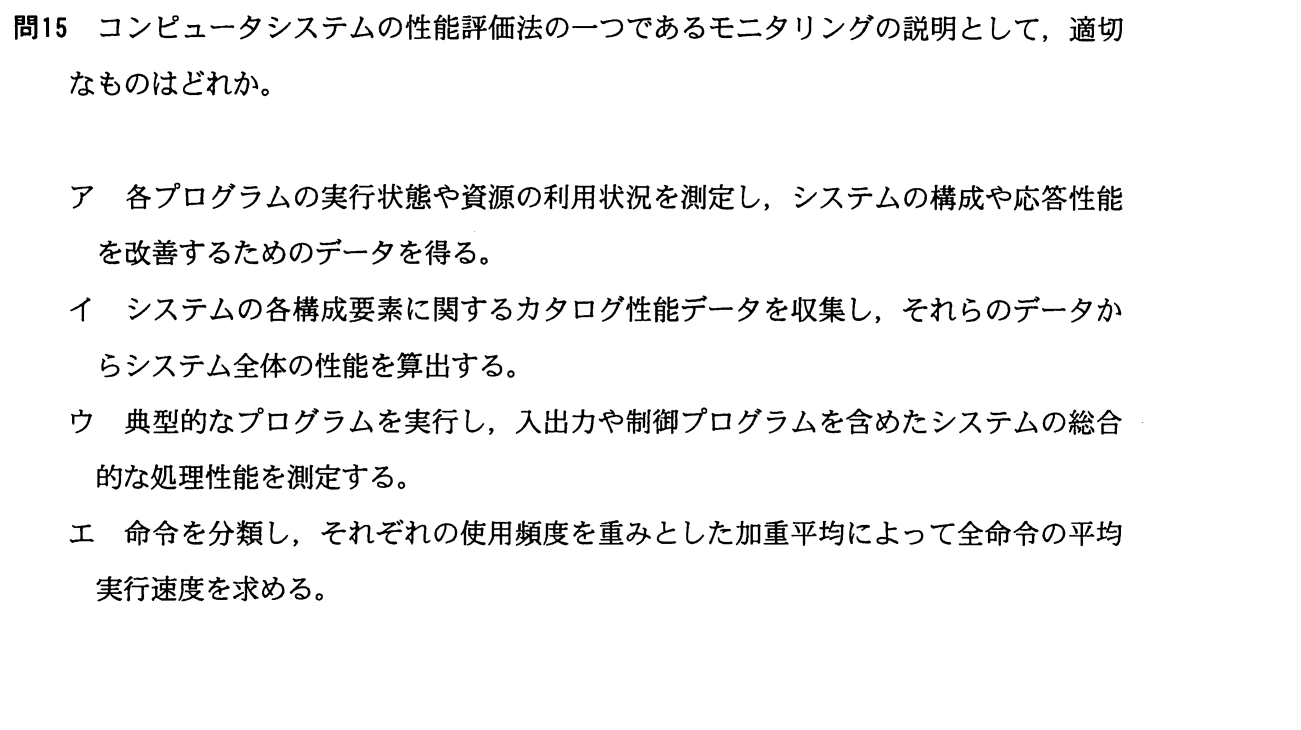 問15 コンピュータシステムの性能評価法の一つであるモニタリングの説明として，適切
なものはどれか。
ア 各プログラムの実行状態や資源の利用状況を測定し，システムの構成や応答性能
を改善するためのデータを得る。
イ システムの各構成要素に関するカタログ性能データを収集し，それらのデータか
らシステム全体の性能を算出する。
ウ 典型的なプログラムを実行し，入出力や制御プログラムを含めたシステムの総合
的な処理性能を測定する。
エ 命令を分類し，それぞれの使用頻度を重みとした加重平均によって全命令の平均
実行速度を求める。